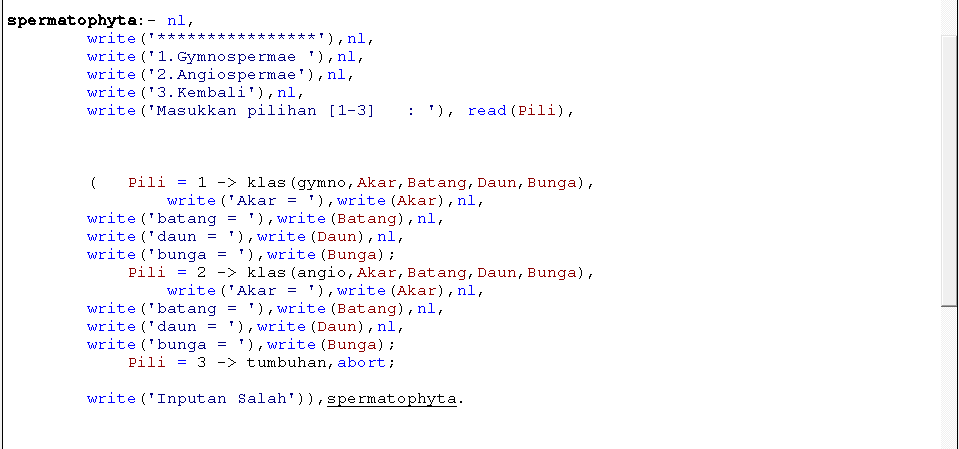 spermatophyta:- nl,
write('****************'),nl,
write('1.Gymnospermae '),nl,
write('2.Angiospermae'),nl,
write('3.Kembali'),nl,
write('Masukkan pilihan [1-3]   : '), read(Pili),
(   Pili = 1 -> klas(gymno,Akar,Batang,Daun,Bunga),
write('Akar = '),write(Akar),nl,
write('batang = '),write(Batang),nl,
write('daun = '),write(Daun),nl,
write('bunga = '),write(Bunga);
Pili = 2 -> klas(angio,Akar,Batang,Daun,Bunga),
write('Akar = '),write(Akar),nl,
write('batang = '),write(Batang),nl,
write('daun = '),write(Daun),nl,
write('bunga = '),write(Bunga);
Pili = 3 -> tumbuhan,abort;
write('Inputan Salah')),spermatophyta.